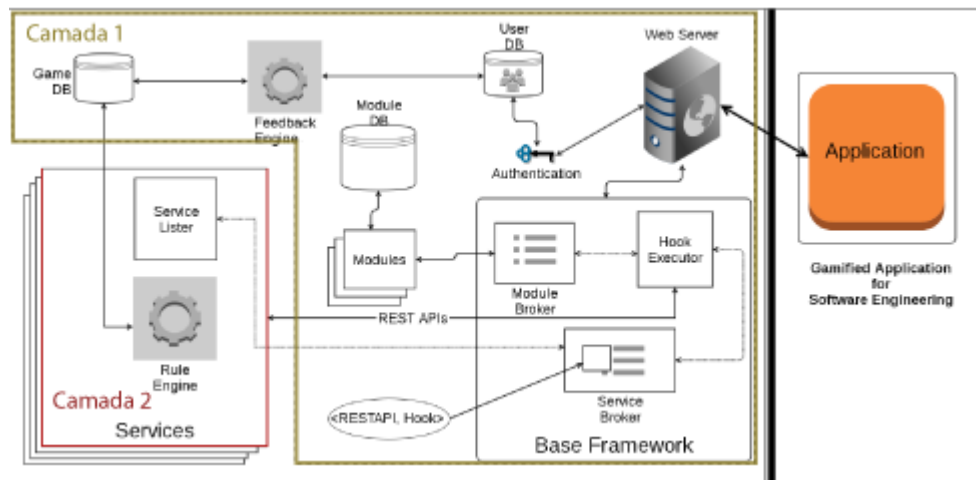 Camada 1
Game
DB
Feedback
Engine
User
DB
Web Server
Module
DB
Authentication
Application
Gamified Application
for
Software Engineering
Service
Lister
Modules
Module
Broker
Hook
Executor
REST APIs
Rule
Engine
Camada 2
Services
<RESTAPI, Hook>
Service
Broker
Base Framework